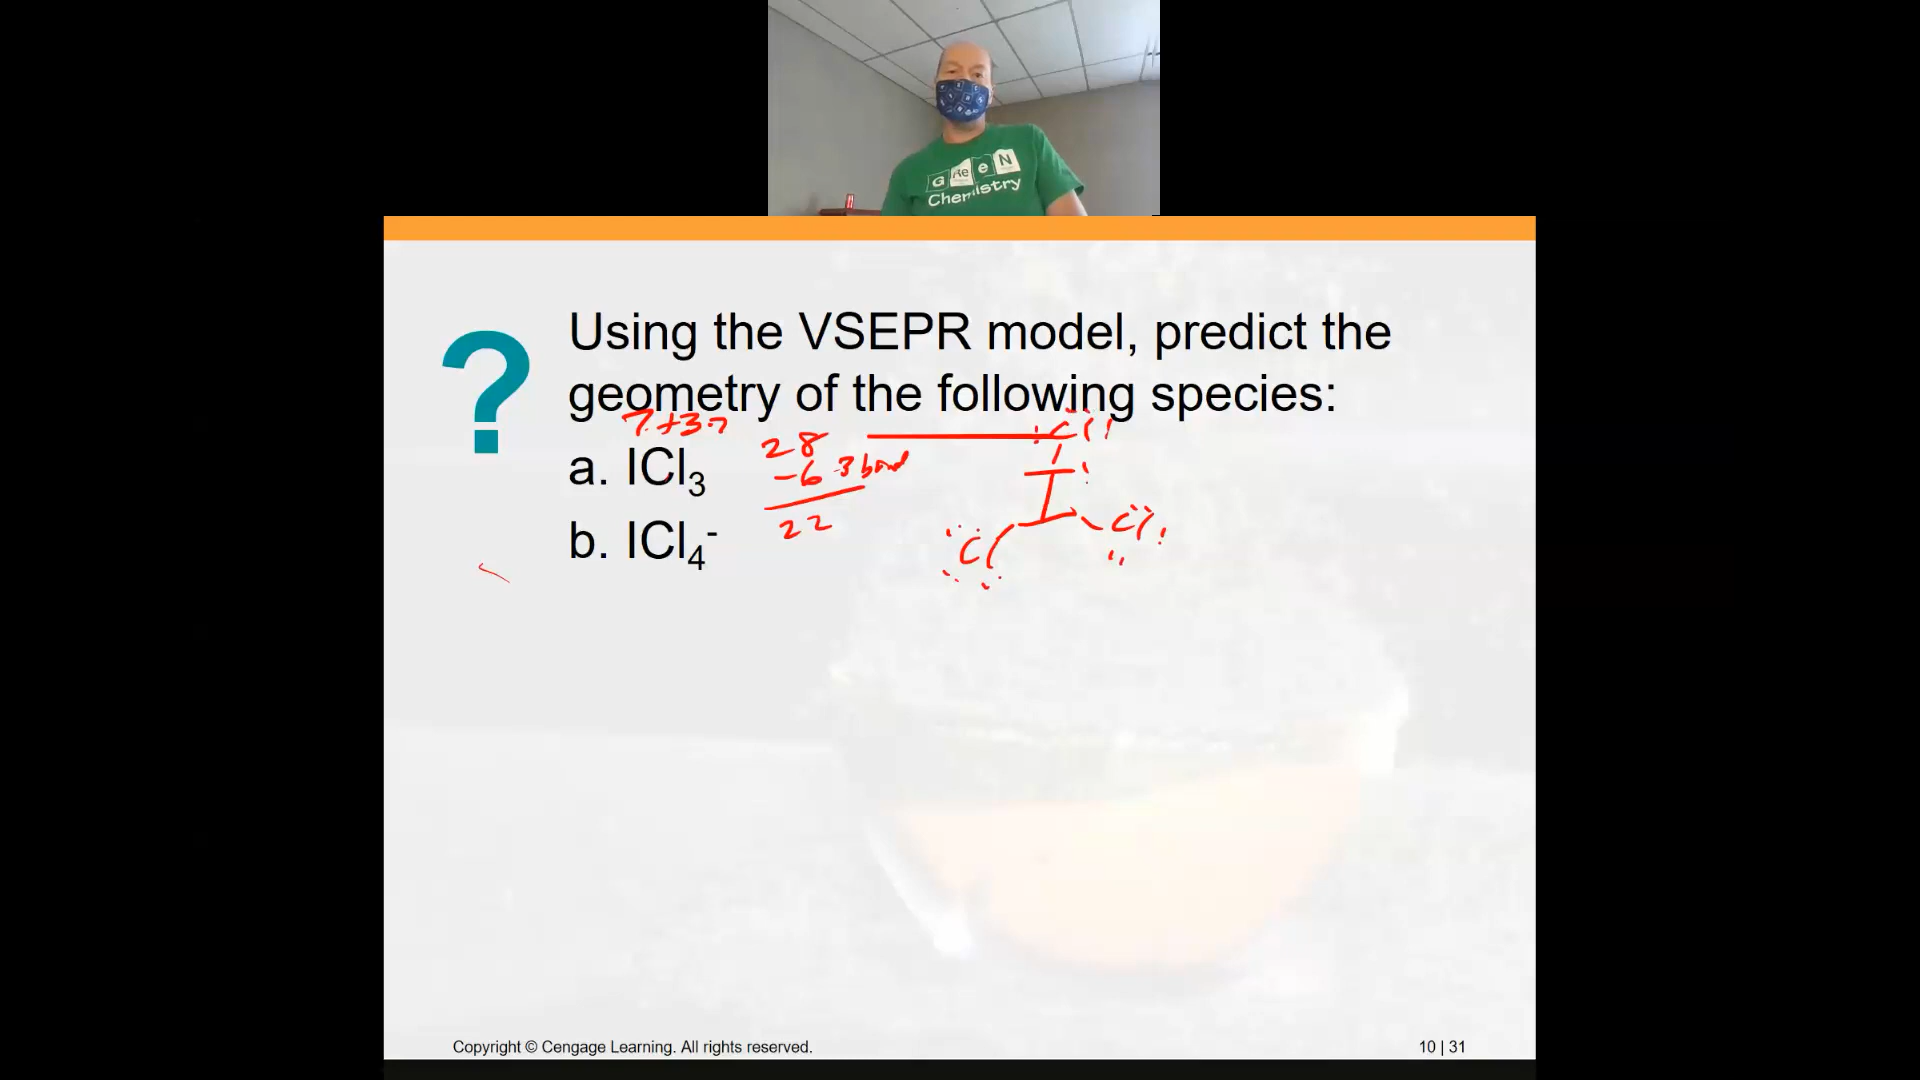 G Re e N
Chemistry
?
Using the VSEPR model, predict the
geometry of the following species:
7+3·7
a. ICl3
28
-6 3 bond
22
b. ICl4-
Cl
I
Cl
Cl
Copyright © Cengage Learning. All rights reserved.
10 | 31